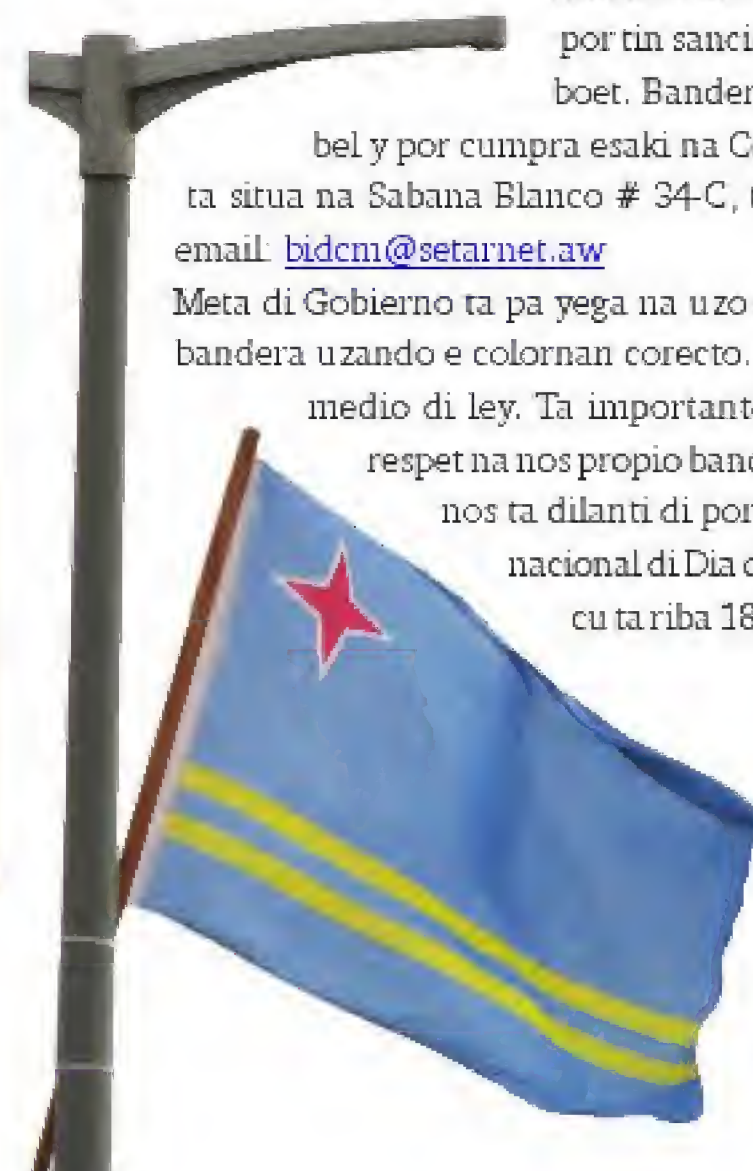 por tin sanci
boet. Bander
bel y por cumpra esaki na C
ta situa na Sabana Blanco # 34-C, (
email: bidcm@setarnet.aw
Meta di Gobierno ta pa yega na uzo
bandera uzando e colornan corecto.
medio di ley. Ta important
respet na nos propio band
nos ta dilanti di por
nacional di Dia d
cu ta riba 18